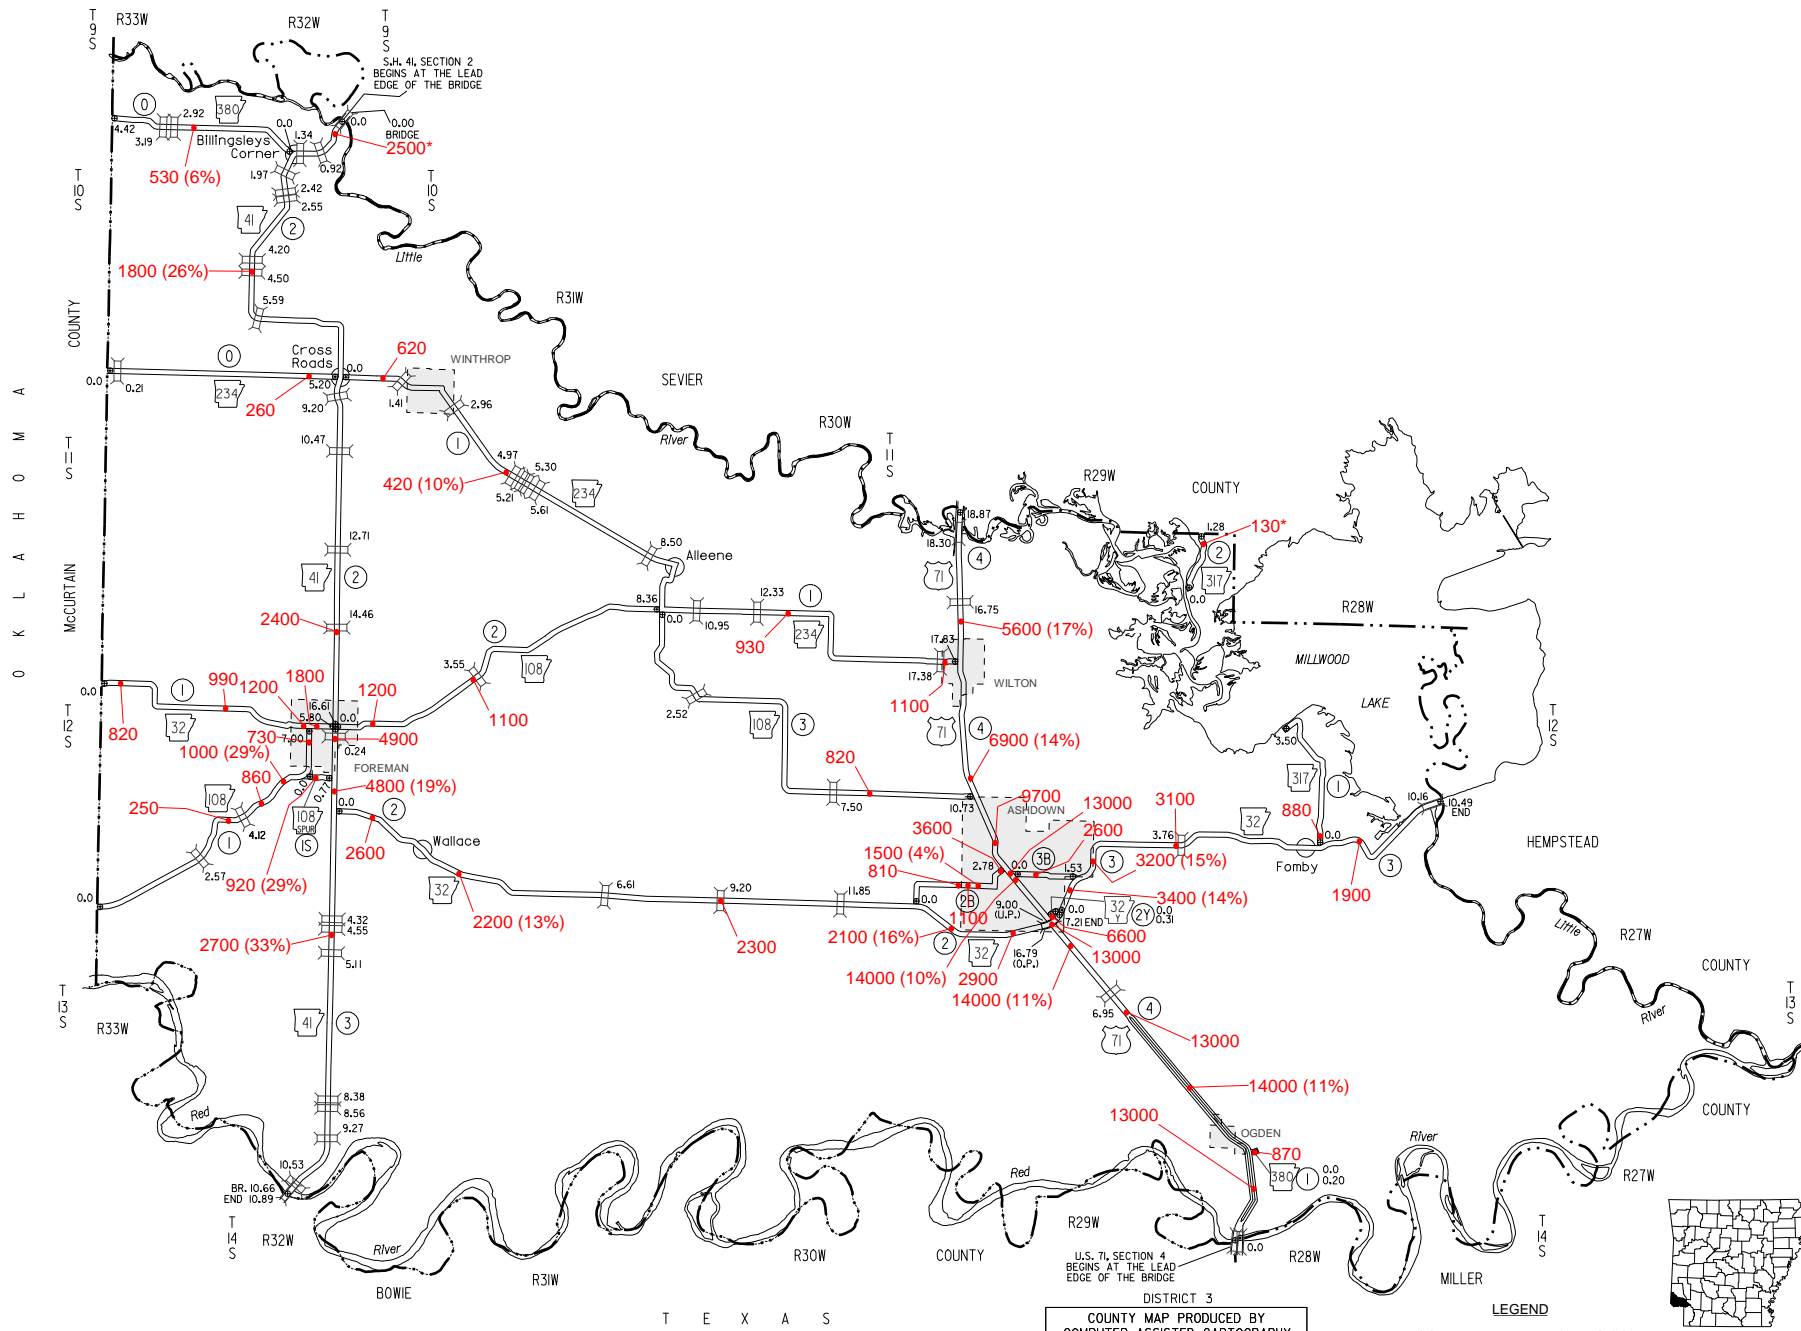 T 9 S
R33W
R32W
T 9 S
S.H. 41, SECTION 2
BEGINS AT THE LEAD
EDGE OF THE BRIDGE
0
2.92
380
4.42
3.19
Billingsleys
Corner
0.0
1.34
0.0
0.00
BRIDGE
2500*
0.92
530 (6%)
1.97
2.42
2.55
T 10 S
T 10 S
41
2
4.20
1800 (26%)
4.50
5.59
Little
R31W
COUNTY
0
Cross
Roads
0.0
620
WINTHROP
0.0
0.21
234
5.20
260
9.20
1.41
2.96
SEVIER
R30W
River
T 11 S
T 11 S
10.47
1
4.97
5.30
420 (10%)
5.21
5.61
234
R29W
COUNTY
18.87
18.30
4
1.28
130*
2
317
0.0
O K L A H O M A
McCURTAIN
12.71
41
2
8.50
Alleene
71
14.46
2400
8.36
0.0
12.33
1
10.95
234
930
16.75
5600 (17%)
17.83
17.38
WILTON
1100
R28W
MILLWOOD
LAKE
2
108
3.55
1100
0.0
1
990
1200
1800
16.61
5.80
0.0
1200
820
32
7.00
730
4900
0.24
1000 (29%)
FOREMAN
T 12 S
T 12 S
2.52
108
3
71
4
6900 (14%)
820
3.50
317
1
860
250
108
0.0
0.77
4800 (19%)
1
4.12
108
SPUR
1S
0.0
2
2600
Wallace
2.57
920 (29%)
7.50
10.73
9700
ASHDOWN
13000
3600
2600
3100
3.76
32
880
0.0
10.16
10.49
END
HEMPSTEAD
1500 (4%)
2.78
0.0
3B
1.53
3
3200 (15%)
Fomby
3
1900
810
0.0
32
2200 (13%)
6.61
9.20
11.85
0.0
2B
1100
9.00
(U.P.)
3400 (14%)
32
Y
2Y
0.0
0.31
0.0
7.21 END
4.32
4.55
2700 (33%)
2300
2100 (16%)
2
32
16.79
(O.P.)
6600
13000
14000 (10%)
2900
14000 (11%)
5.11
Little
R27W
COUNTY
T 13 S
T 13 S
R33W
41
3
6.95
4
71
13000
River
14000 (11%)
8.38
8.56
9.27
Red
13000
OGDEN
870
380
1
0.0
0.20
River
COUNTY
R27W
10.53
BR. 10.66
END 10.89
T 14 S
R32W
River
R31W
R30W
COUNTY
Red
R29W
0.0
R28W
T 14 S
U.S. 71, SECTION 4
BEGINS AT THE LEAD
EDGE OF THE BRIDGE
MILLER
BOWIE
T E X A S
DISTRICT 3
COUNTY MAP PRODUCED BY
COMPUTER ASSISTED CARTOGRAPHY
LEGEND